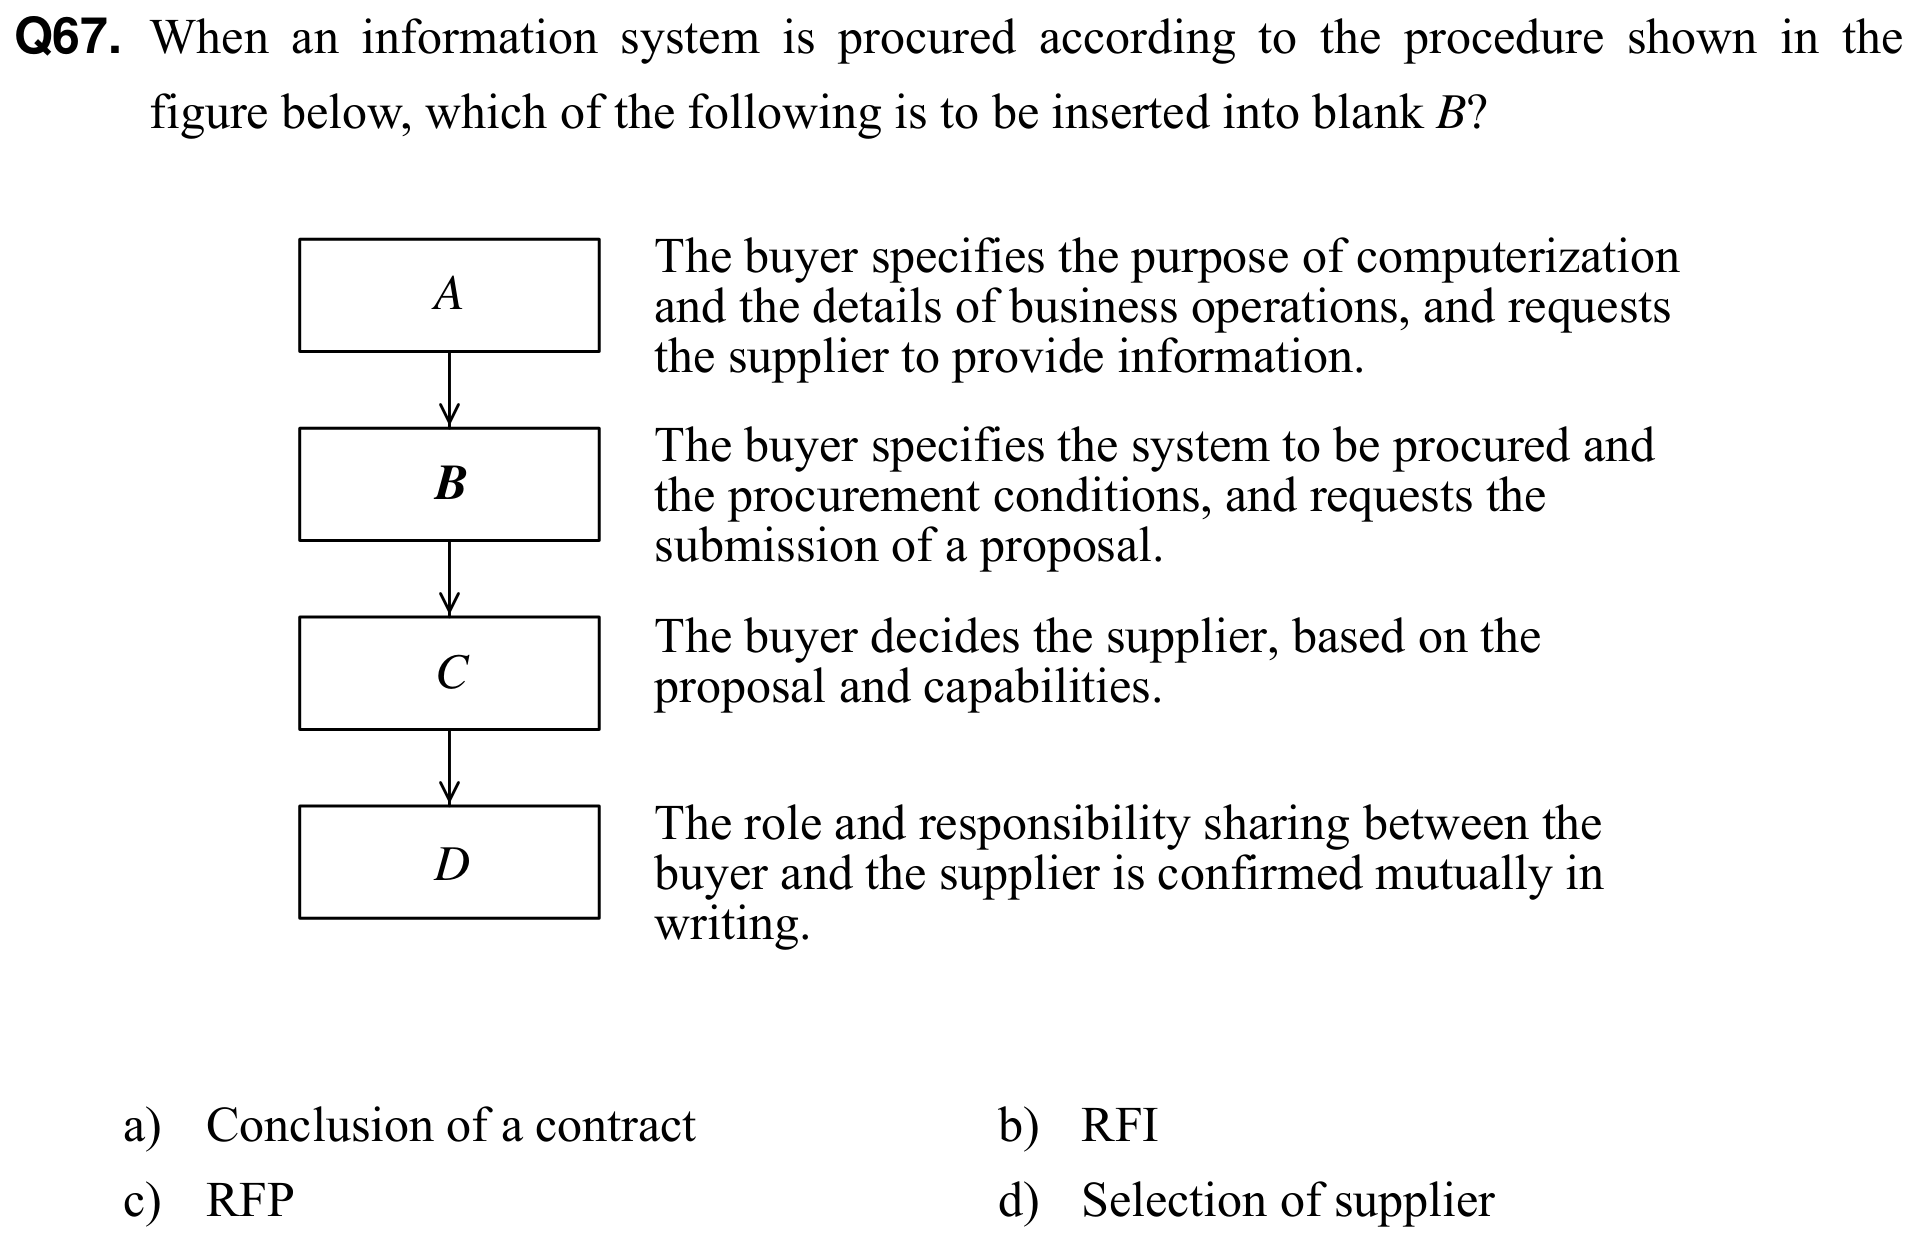 Q67. When an information system is procured according to the procedure shown in the
figure below, which of the following is to be inserted into blank B?
A
The buyer specifies the purpose of computerization
and the details of business operations, and requests
the supplier to provide information.
B
The buyer specifies the system to be procured and
the procurement conditions, and requests the
submission of a proposal.
C
The buyer decides the supplier, based on the
proposal and capabilities.
D
The role and responsibility sharing between the
buyer and the supplier is confirmed mutually in
writing.
a) Conclusion of a contract b) RFI
c) RFP d) Selection of supplier